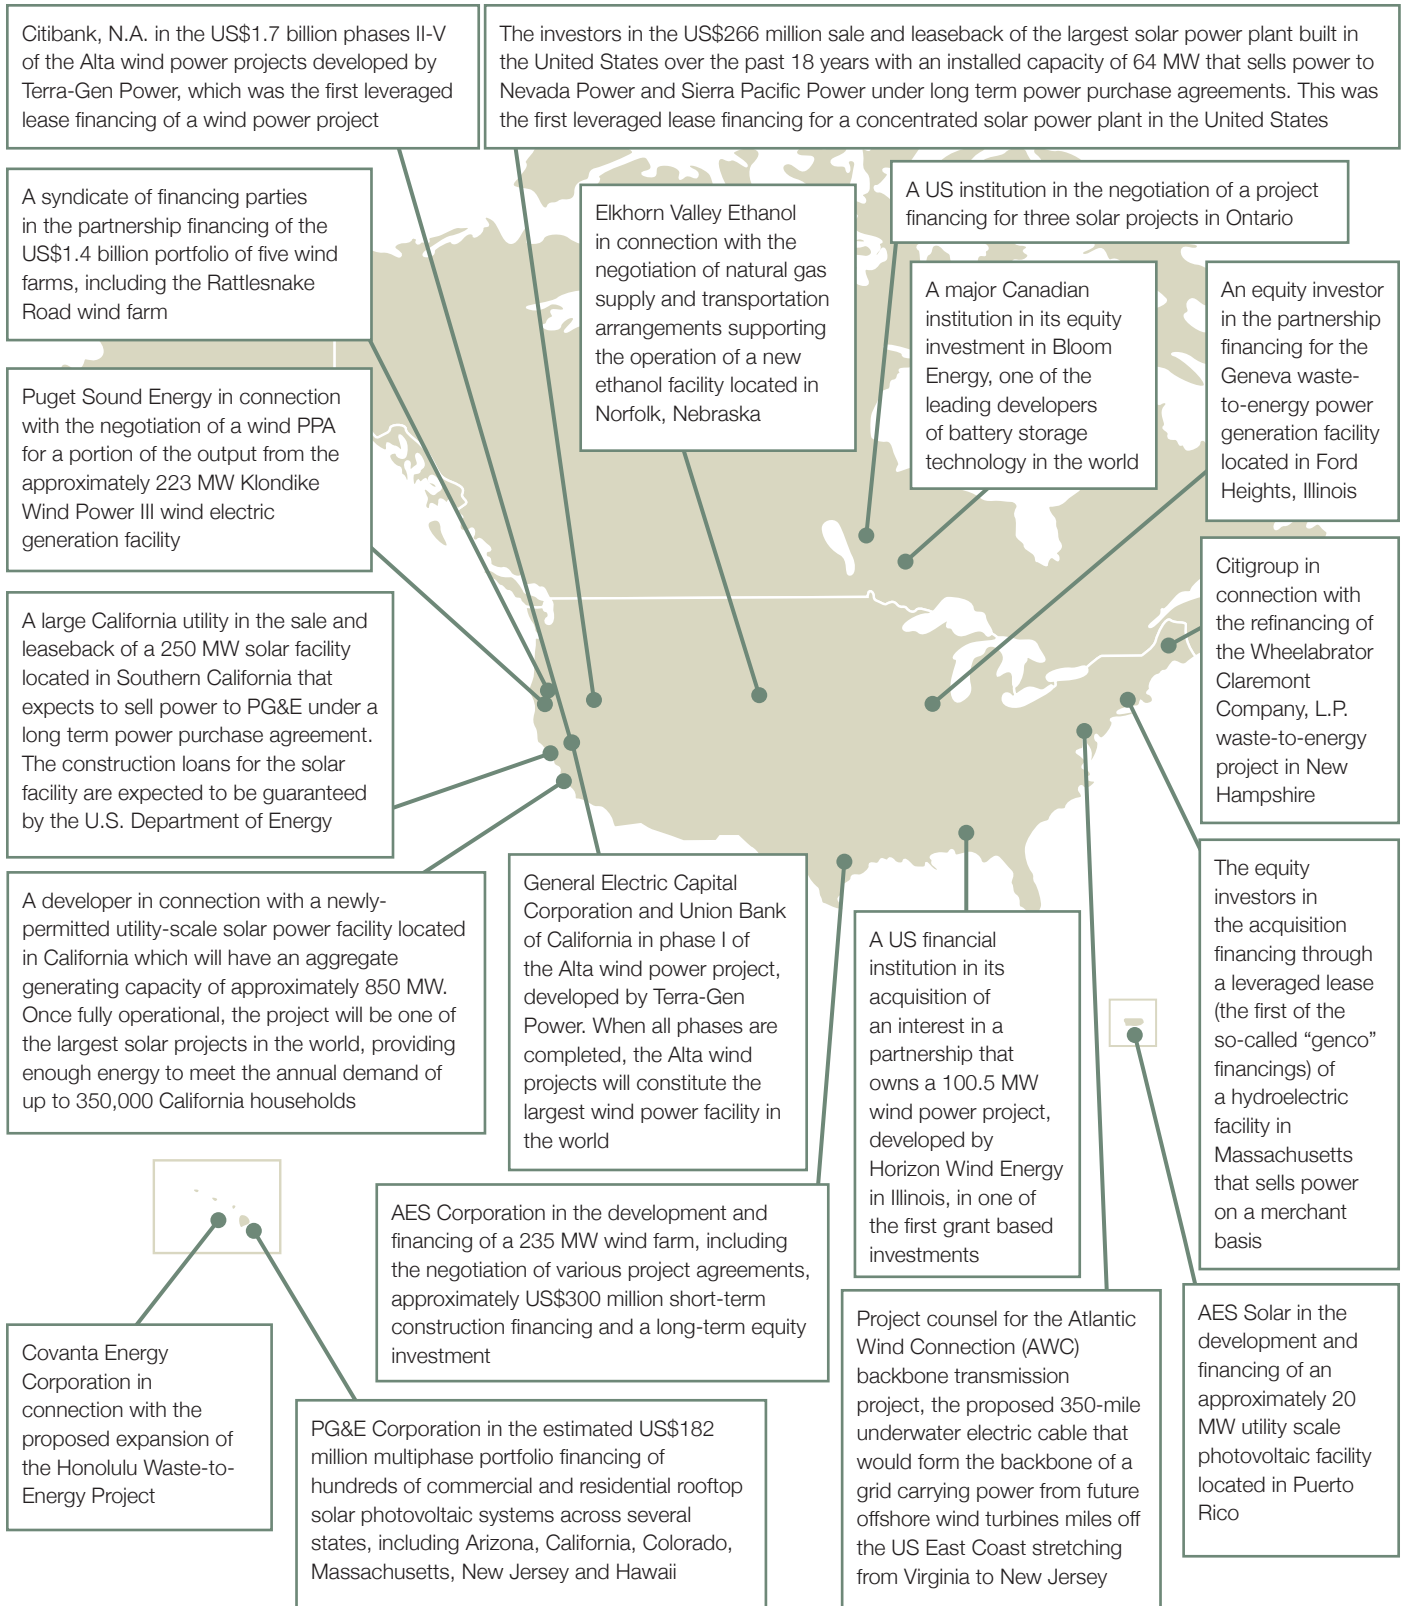 Citibank, N.A. in the US$1.7 billion phases II-V
of the Alta wind power projects developed by
Terra-Gen Power, which was the first leveraged
lease financing of a wind power project
The investors in the US$266 million sale and leaseback of the largest solar power plant built in
the United States over the past 18 years with an installed capacity of 64 MW that sells power to
Nevada Power and Sierra Pacific Power under long term power purchase agreements. This was
the first leveraged lease financing for a concentrated solar power plant in the United States
A syndicate of financing parties
in the partnership financing of the
US$1.4 billion portfolio of five wind
farms, including the Rattlesnake
Road wind farm
Elkhorn Valley Ethanol
in connection with the
negotiation of natural gas
supply and transportation
arrangements supporting
the operation of a new
ethanol facility located in
Norfolk, Nebraska
A US institution in the negotiation of a project
financing for three solar projects in Ontario
A major Canadian
institution in its equity
investment in Bloom
Energy, one of the
leading developers
of battery storage
technology in the world
An equity investor
in the partnership
financing for the
Geneva waste-
to-energy power
generation facility
located in Ford
Heights, Illinois
Puget Sound Energy in connection
with the negotiation of a wind PPA
for a portion of the output from the
approximately 223 MW Klondike
Wind Power III wind electric
generation facility
Citigroup in
connection with
the refinancing of
the Wheelabrator
Claremont
Company, L.P.
waste-to-energy
project in New
Hampshire
A large California utility in the sale and
leaseback of a 250 MW solar facility
located in Southern California that
expects to sell power to PG&E under a
long term power purchase agreement.
The construction loans for the solar
facility are expected to be guaranteed
by the U.S. Department of Energy
A developer in connection with a newly-
permitted utility-scale solar power facility located
in California which will have an aggregate
generating capacity of approximately 850 MW.
Once fully operational, the project will be one of
the largest solar projects in the world, providing
enough energy to meet the annual demand of
up to 350,000 California households
General Electric Capital
Corporation and Union Bank
of California in phase I of
the Alta wind power project,
developed by Terra-Gen
Power. When all phases are
completed, the Alta wind
projects will constitute the
largest wind power facility in
the world
A US financial
institution in its
acquisition of
an interest in a
partnership that
owns a 100.5 MW
wind power project,
developed by
Horizon Wind Energy
in Illinois, in one of
the first grant based
investments
The equity
investors in
the acquisition
financing through
a leveraged lease
(the first of the
so-called “genco”
financings) of
a hydroelectric
facility in
Massachusetts
that sells power
on a merchant
basis
AES Corporation in the development and
financing of a 235 MW wind farm, including
the negotiation of various project agreements,
approximately US$300 million short-term
construction financing and a long-term equity
investment
Covanta Energy
Corporation in
connection with the
proposed expansion of
the Honolulu Waste-to-
Energy Project
PG&E Corporation in the estimated US$182
million multiphase portfolio financing of
hundreds of commercial and residential rooftop
solar photovoltaic systems across several
states, including Arizona, California, Colorado,
Massachusetts, New Jersey and Hawaii
Project counsel for the Atlantic
Wind Connection (AWC)
backbone transmission
project, the proposed 350-mile
underwater electric cable that
would form the backbone of a
grid carrying power from future
offshore wind turbines miles off
the US East Coast stretching
from Virginia to New Jersey
AES Solar in the
development and
financing of an
approximately 20
MW utility scale
photovoltaic facility
located in Puerto
Rico